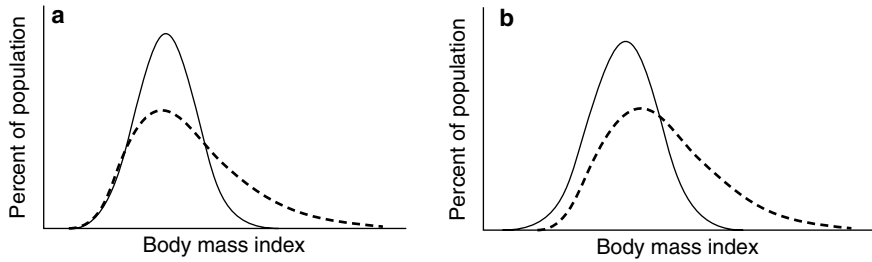 a
Percent of population
Body mass index
b
Percent of population
Body mass index